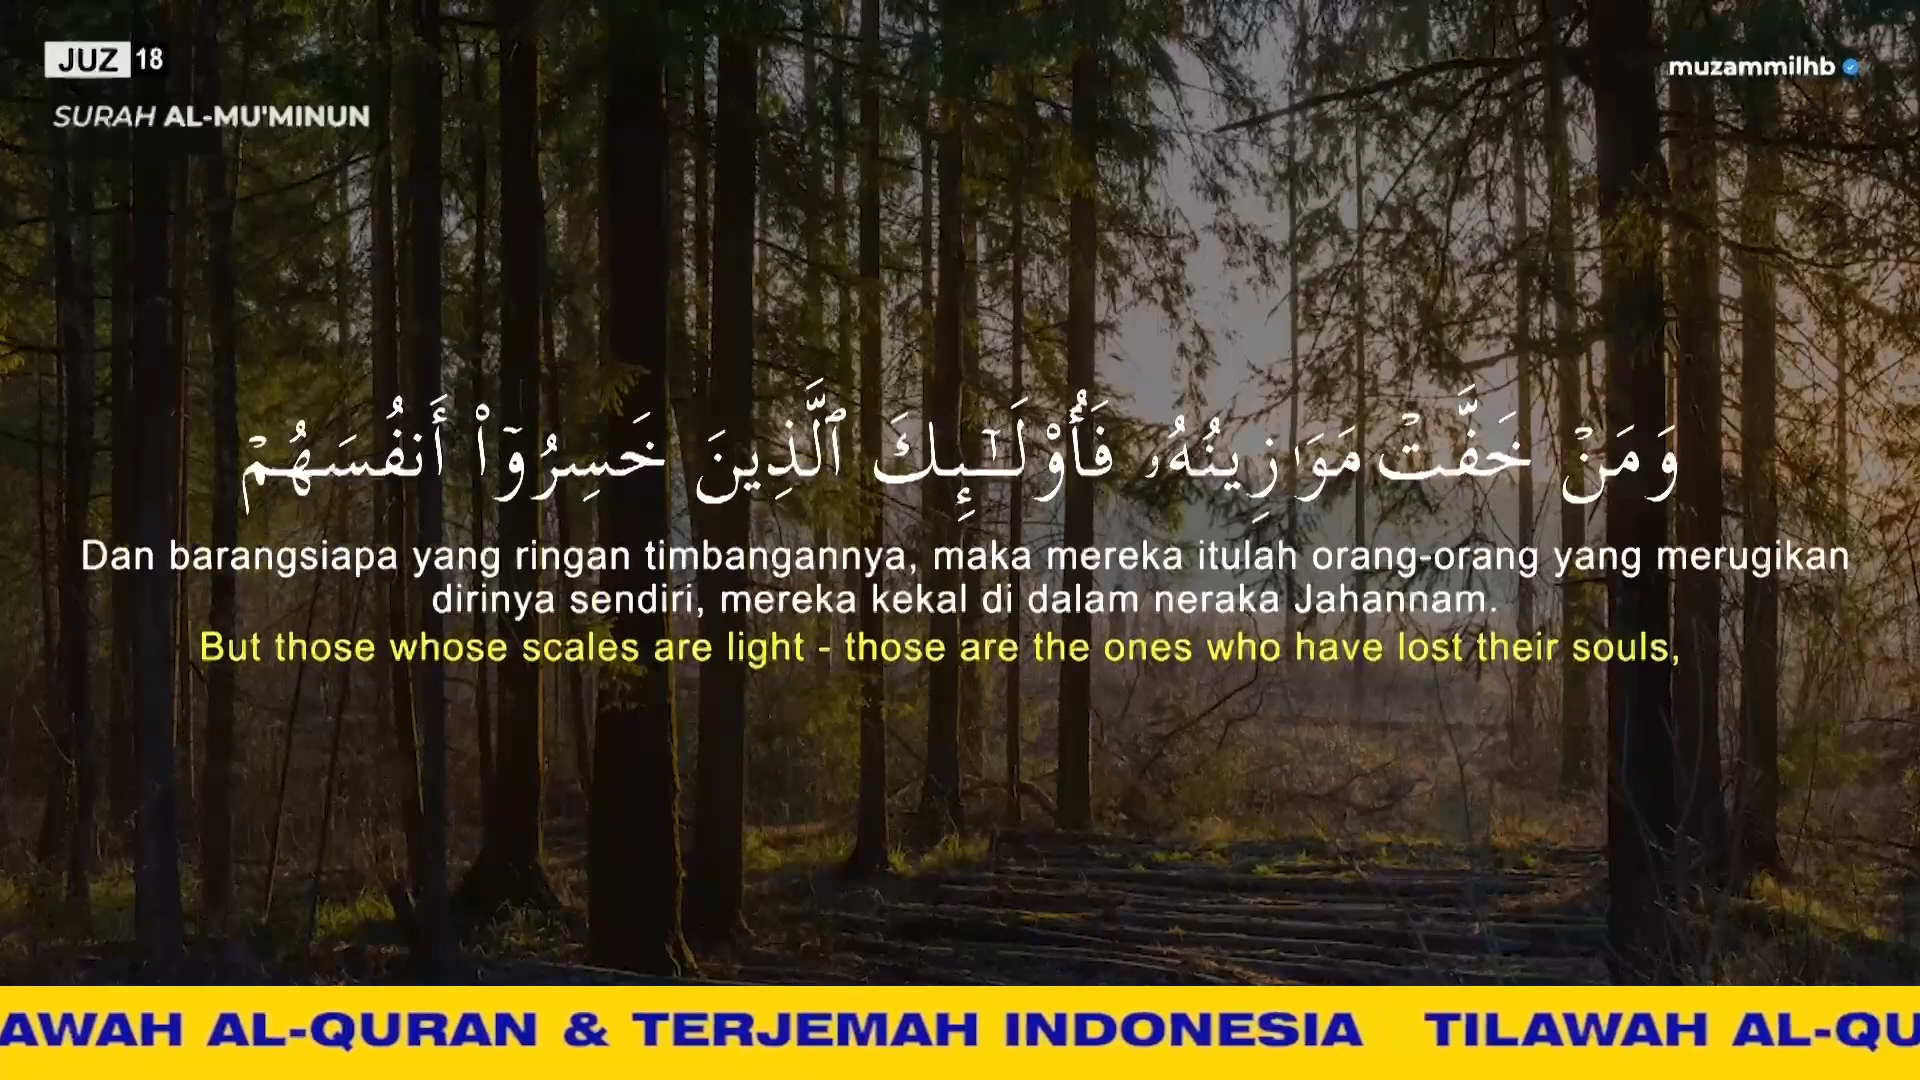 JUZ 18
muzammilhb
SURAH AL-MU'MINUN
وَمَنْ خَفَّتْ مَوَٰزِينُهُۥ فَأُو۟لَـٰٓئِكَ ٱلَّذِينَ خَسِرُوٓا۟ أَنفُسَهُمْ
Dan barangsiapa yang ringan timbangannya, maka mereka itulah orang-orang yang merugikan
dirinya sendiri, mereka kekal di dalam neraka Jahannam.
But those whose scales are light - those are the ones who have lost their souls,
AWAH AL-QURAN & TERJEMAH INDONESIA TILAWAH AL-QU